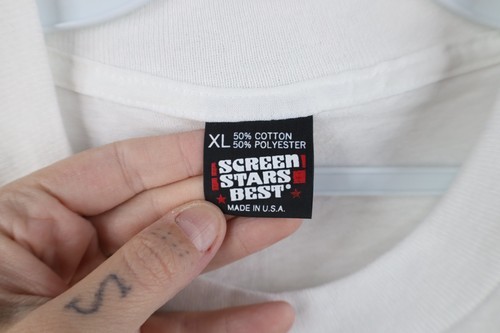 XL 50% COTTON
50% POLYESTER
SCREEN
STARS
BEST®
MADE IN U.S.A.